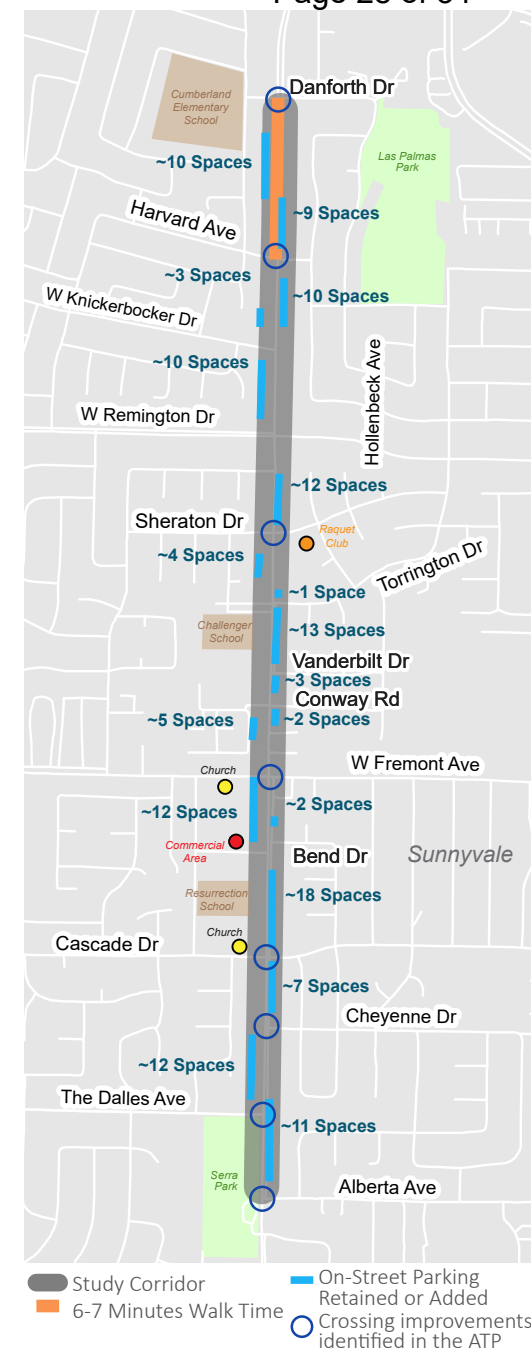 Danforth Dr
Cumberland
Elementary
School
Las Palmas
Park
~10 Spaces
Harvard Ave
~9 Spaces
~3 Spaces
~10 Spaces
W Knickerbocker Dr
~10 Spaces
Hollenbeck Ave
W Remington Dr
~12 Spaces
Sheraton Dr
Raquet
Club
~4 Spaces
Torrington Dr
~1 Space
Challenger
School
~13 Spaces
Vanderbilt Dr
~3 Spaces
Conway Rd
~5 Spaces
~2 Spaces
W Fremont Ave
Church
~12 Spaces
~2 Spaces
Commercial
Area
Bend Dr
Sunnyvale
Resurrection
School
~18 Spaces
Church
Cascade Dr
~7 Spaces
Cheyenne Dr
~12 Spaces
The Dalles Ave
~11 Spaces
Serra
Park
Alberta Ave
Study Corridor
6-7 Minutes Walk Time
On-Street Parking
Retained or Added
Crossing improvements
identified in the ATP